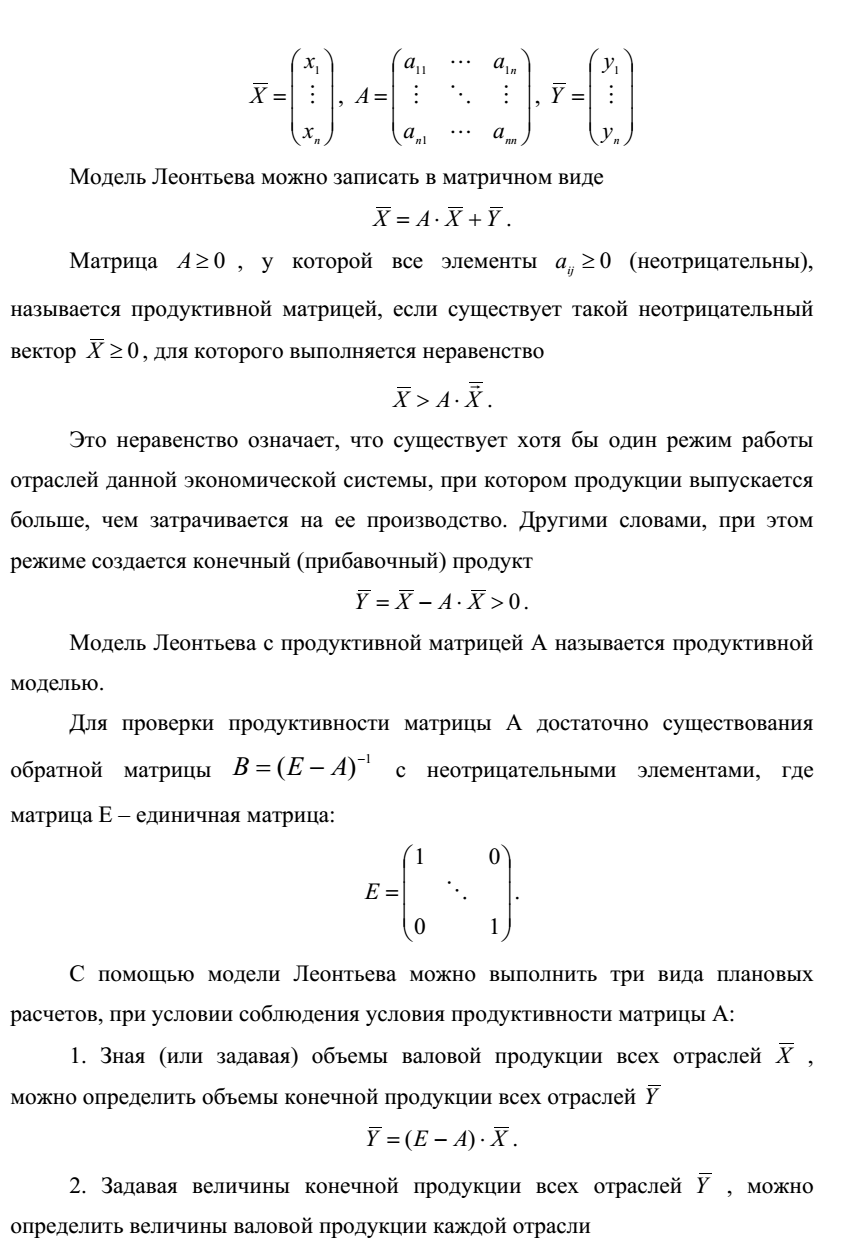 X̅ = (x₁ ⋮ xₙ), A = (a₁₁ ⋯ a₁ₙ ⋮ ⋱ ⋮ aₙ₁ ⋯ aₙₙ), Y̅ = (y₁ ⋮ yₙ)
Модель Леонтьева можно записать в матричном виде
X̅ = A · X̅ + Y̅ .
Матрица A ≥ 0 , у которой все элементы aᵢⱼ ≥ 0 (неотрицательны),
называется продуктивной матрицей, если существует такой неотрицательный
вектор X̅ ≥ 0 , для которого выполняется неравенство
X̅ > A · X̅⃗ .
Это неравенство означает, что существует хотя бы один режим работы
отраслей данной экономической системы, при котором продукции выпускается
больше, чем затрачивается на ее производство. Другими словами, при этом
режиме создается конечный (прибавочный) продукт
Y̅ = X̅ − A · X̅ > 0 .
Модель Леонтьева с продуктивной матрицей А называется продуктивной
моделью.
Для проверки продуктивности матрицы А достаточно существования
обратной матрицы B = (E − A)⁻¹ с неотрицательными элементами, где
матрица Е – единичная матрица:
E = (1 0 ⋱ 0 1).
С помощью модели Леонтьева можно выполнить три вида плановых
расчетов, при условии соблюдения условия продуктивности матрицы А:
1. Зная (или задавая) объемы валовой продукции всех отраслей X̅ ,
можно определить объемы конечной продукции всех отраслей Y̅
Y̅ = (E − A) · X̅ .
2. Задавая величины конечной продукции всех отраслей Y̅ , можно
определить величины валовой продукции каждой отрасли